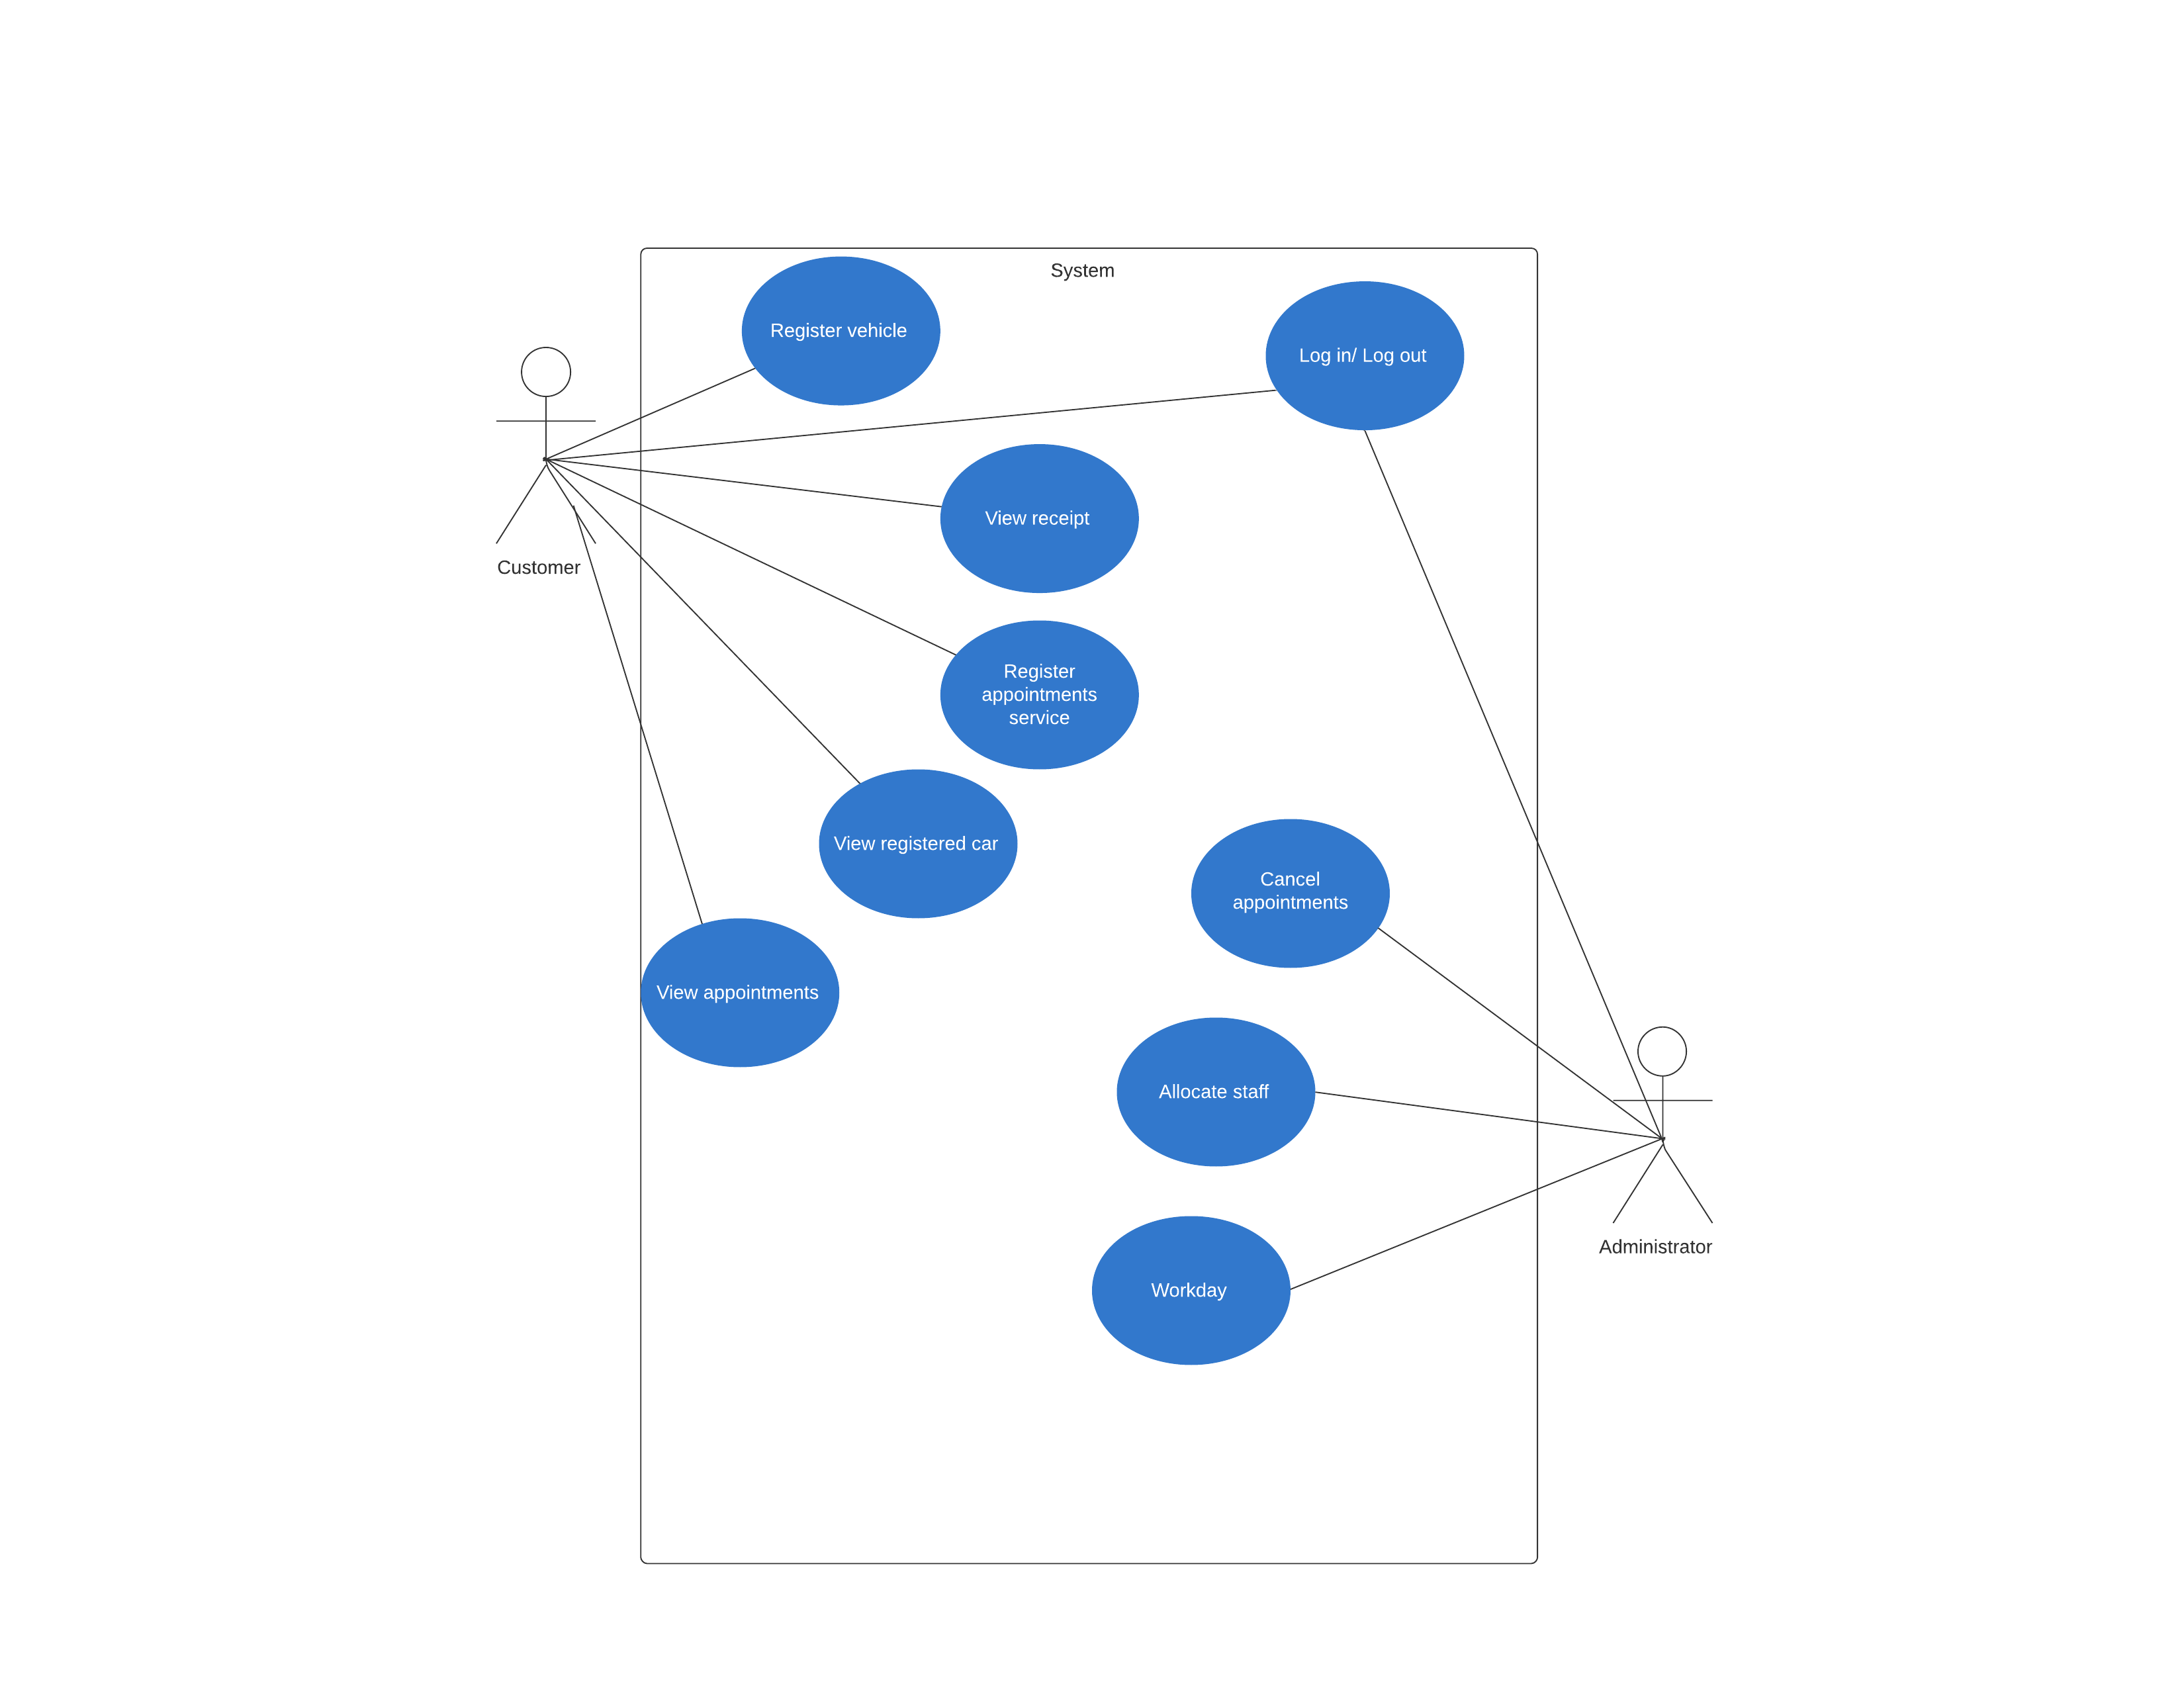 System
Register vehicle
Log in/ Log out
View receipt
Customer
Register
appointments
service
View registered car
Cancel
appointments
View appointments
Allocate staff
Administrator
Workday